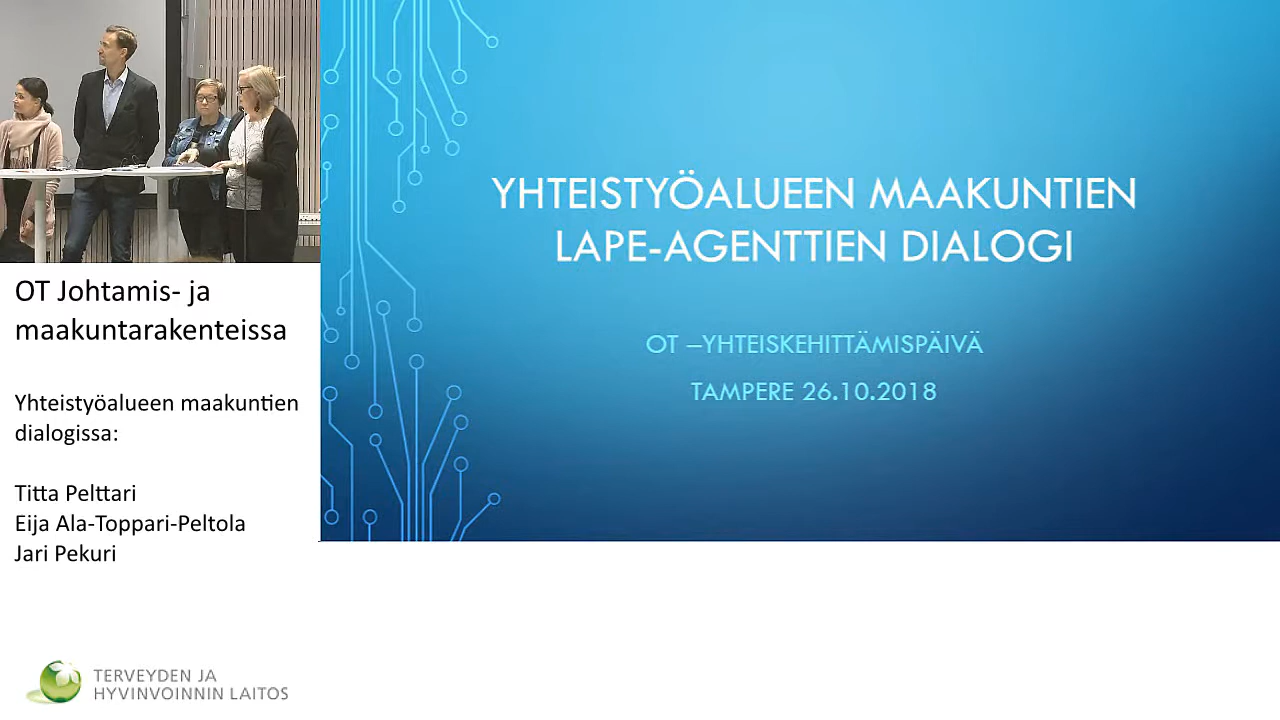 OT Johtamis- ja
maakuntarakenteissa
Yhteistyöalueen maakuntien
dialogissa:
Titta Pelttari
Eija Ala-Toppari-Peltola
Jari Pekuri
TERVEYDEN JA
HYVINVOINNIN LAITOS
YHTEISTYÖALUEEN MAAKUNTIEN
LAPE-AGENTTIEN DIALOGI
OT –YHTEISKEHITTÄMISPÄIVÄ
TAMPERE 26.10.2018